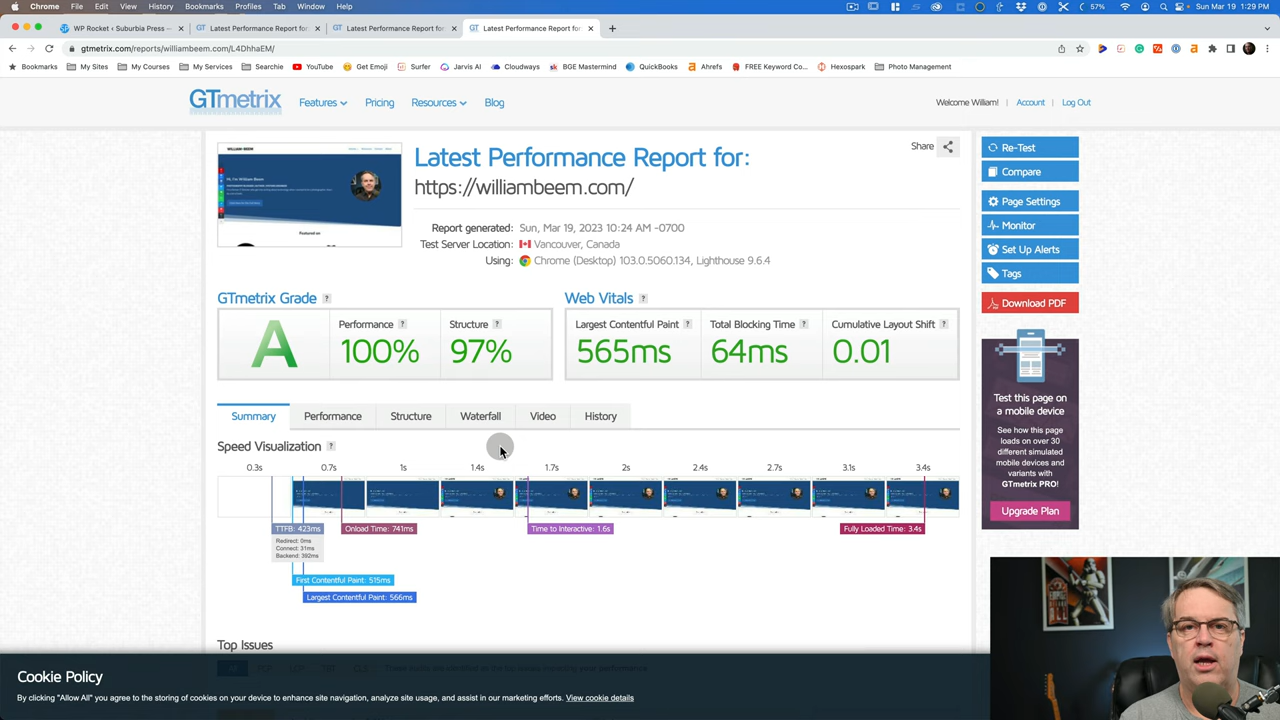 Chrome File Edit View History Bookmarks Profiles Tab Window Help
57% Sun Mar 19 1:29 PM
WP Rocket ‹ Suburbia Press —
Latest Performance Report for:
Latest Performance Report for:
Latest Performance Report for:
gtmetrix.com/reports/williambeem.com/L4DhhaEM/
Bookmarks My Sites My Courses My Services Searchie YouTube Get Emoji Surfer Jarvis AI Cloudways BGE Mastermind QuickBooks Ahrefs FREE Keyword Co... Hexospark Photo Management
GTmetrix Features Pricing Resources Blog
Welcome William! | Account | Log Out
WILLIAM BEEM
Hi, I'm William Beem
Featured on
Latest Performance Report for:
https://williambeem.com/
Share
Report generated: Sun, Mar 19, 2023 10:24 AM -0700
Test Server Location: Vancouver, Canada
Using: Chrome (Desktop) 103.0.5060.134, Lighthouse 9.6.4
Re-Test
Compare
Page Settings
Monitor
Set Up Alerts
Tags
Download PDF
GTmetrix Grade ?
A
Performance ?
100%
Structure ?
97%
Web Vitals ?
Largest Contentful Paint ?
565ms
Total Blocking Time ?
64ms
Cumulative Layout Shift ?
0.01
Test this page
on a
mobile device
See how this page
loads on over 30
different simulated
mobile devices and
variants with
GTmetrix PRO!
Upgrade Plan
Summary Performance Structure Waterfall Video History
Speed Visualization ?
0.3s 0.7s 1s 1.4s 1.7s 2s 2.4s 2.7s 3.1s 3.4s
TTFB: 423ms
Redirect: 0ms
Connect: 31ms
Backend: 392ms
Onload Time: 741ms
Time to Interactive: 1.6s
Fully Loaded Time: 3.4s
First Contentful Paint: 515ms
Largest Contentful Paint: 566ms
Top Issues
Cookie Policy
By clicking "Allow All" you agree to the storing of cookies on your device to enhance site navigation, analyze site usage, and assist in our marketing efforts. View cookie details